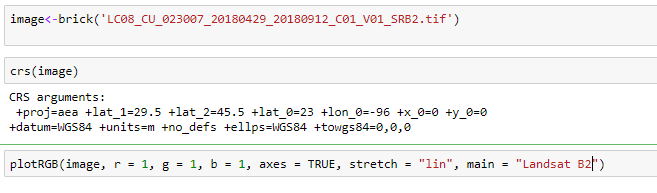 image<-brick('LC08_CU_023007_20180429_20180912_C01_V01_SRB2.tif')
crs(image)
CRS arguments:
+proj=aea +lat_1=29.5 +lat_2=45.5 +lat_0=23 +lon_0=-96 +x_0=0 +y_0=0
+datum=WGS84 +units=m +no_defs +ellps=WGS84 +towgs84=0,0,0
plotRGB(image, r = 1, g = 1, b = 1, axes = TRUE, stretch = "lin", main = "Landsat B2")